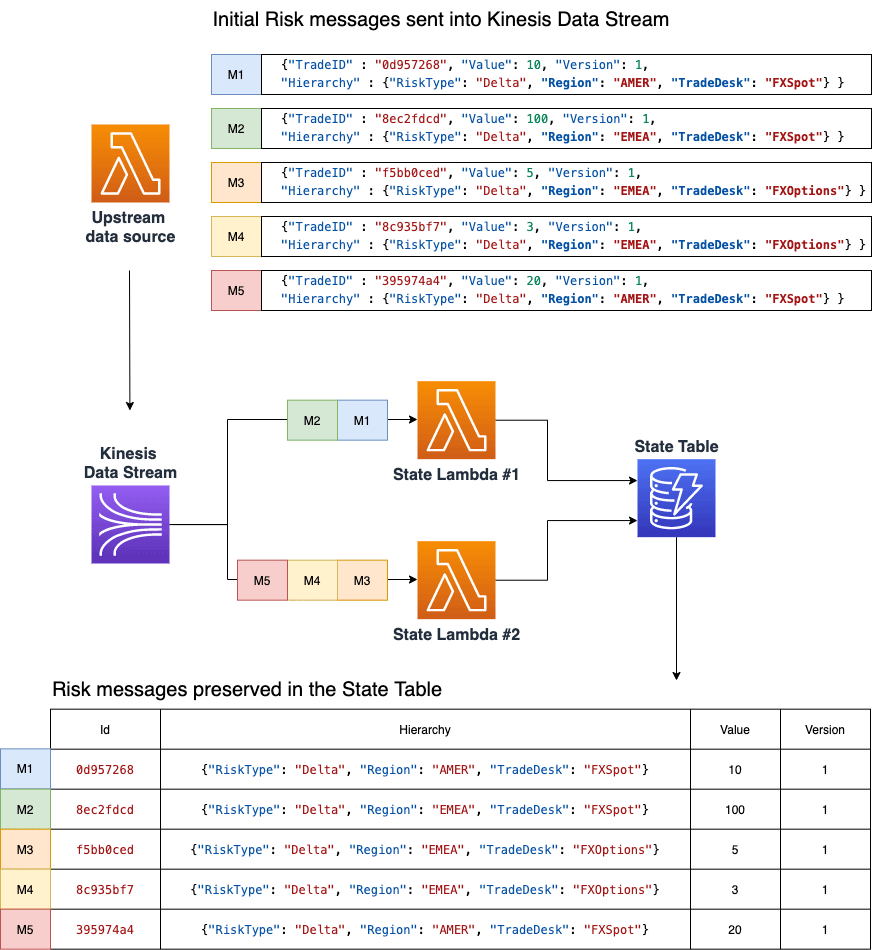 Initial Risk messages sent into Kinesis Data Stream
M1
{"TradeID" : "0d957268", "Value": 10, "Version": 1,
"Hierarchy" : {"RiskType": "Delta", "Region": "AMER", "TradeDesk": "FXSpot"} }
M2
{"TradeID" : "8ec2fdcd", "Value": 100, "Version": 1,
"Hierarchy" : {"RiskType": "Delta", "Region": "EMEA", "TradeDesk": "FXSpot"} }
M3
{"TradeID" : "f5bb0ced", "Value": 5, "Version": 1,
"Hierarchy" : {"RiskType": "Delta", "Region": "EMEA", "TradeDesk": "FXOptions"} }
M4
{"TradeID" : "8c935bf7", "Value": 3, "Version": 1,
"Hierarchy" : {"RiskType": "Delta", "Region": "EMEA", "TradeDesk": "FXOptions"} }
M5
{"TradeID" : "395974a4", "Value": 20, "Version": 1,
"Hierarchy" : {"RiskType": "Delta", "Region": "AMER", "TradeDesk": "FXSpot"} }
Upstream
data source
Kinesis
Data Stream
M2 M1
State Lambda #1
M5 M4 M3
State Lambda #2
State Table
Risk messages preserved in the State Table
Id Hierarchy Value Version
M1 0d957268 {"RiskType": "Delta", "Region": "AMER", "TradeDesk": "FXSpot"} 10 1
M2 8ec2fdcd {"RiskType": "Delta", "Region": "EMEA", "TradeDesk": "FXSpot"} 100 1
M3 f5bb0ced {"RiskType": "Delta", "Region": "EMEA", "TradeDesk": "FXOptions"} 5 1
M4 8c935bf7 {"RiskType": "Delta", "Region": "EMEA", "TradeDesk": "FXOptions"} 3 1
M5 395974a4 {"RiskType": "Delta", "Region": "AMER", "TradeDesk": "FXSpot"} 20 1